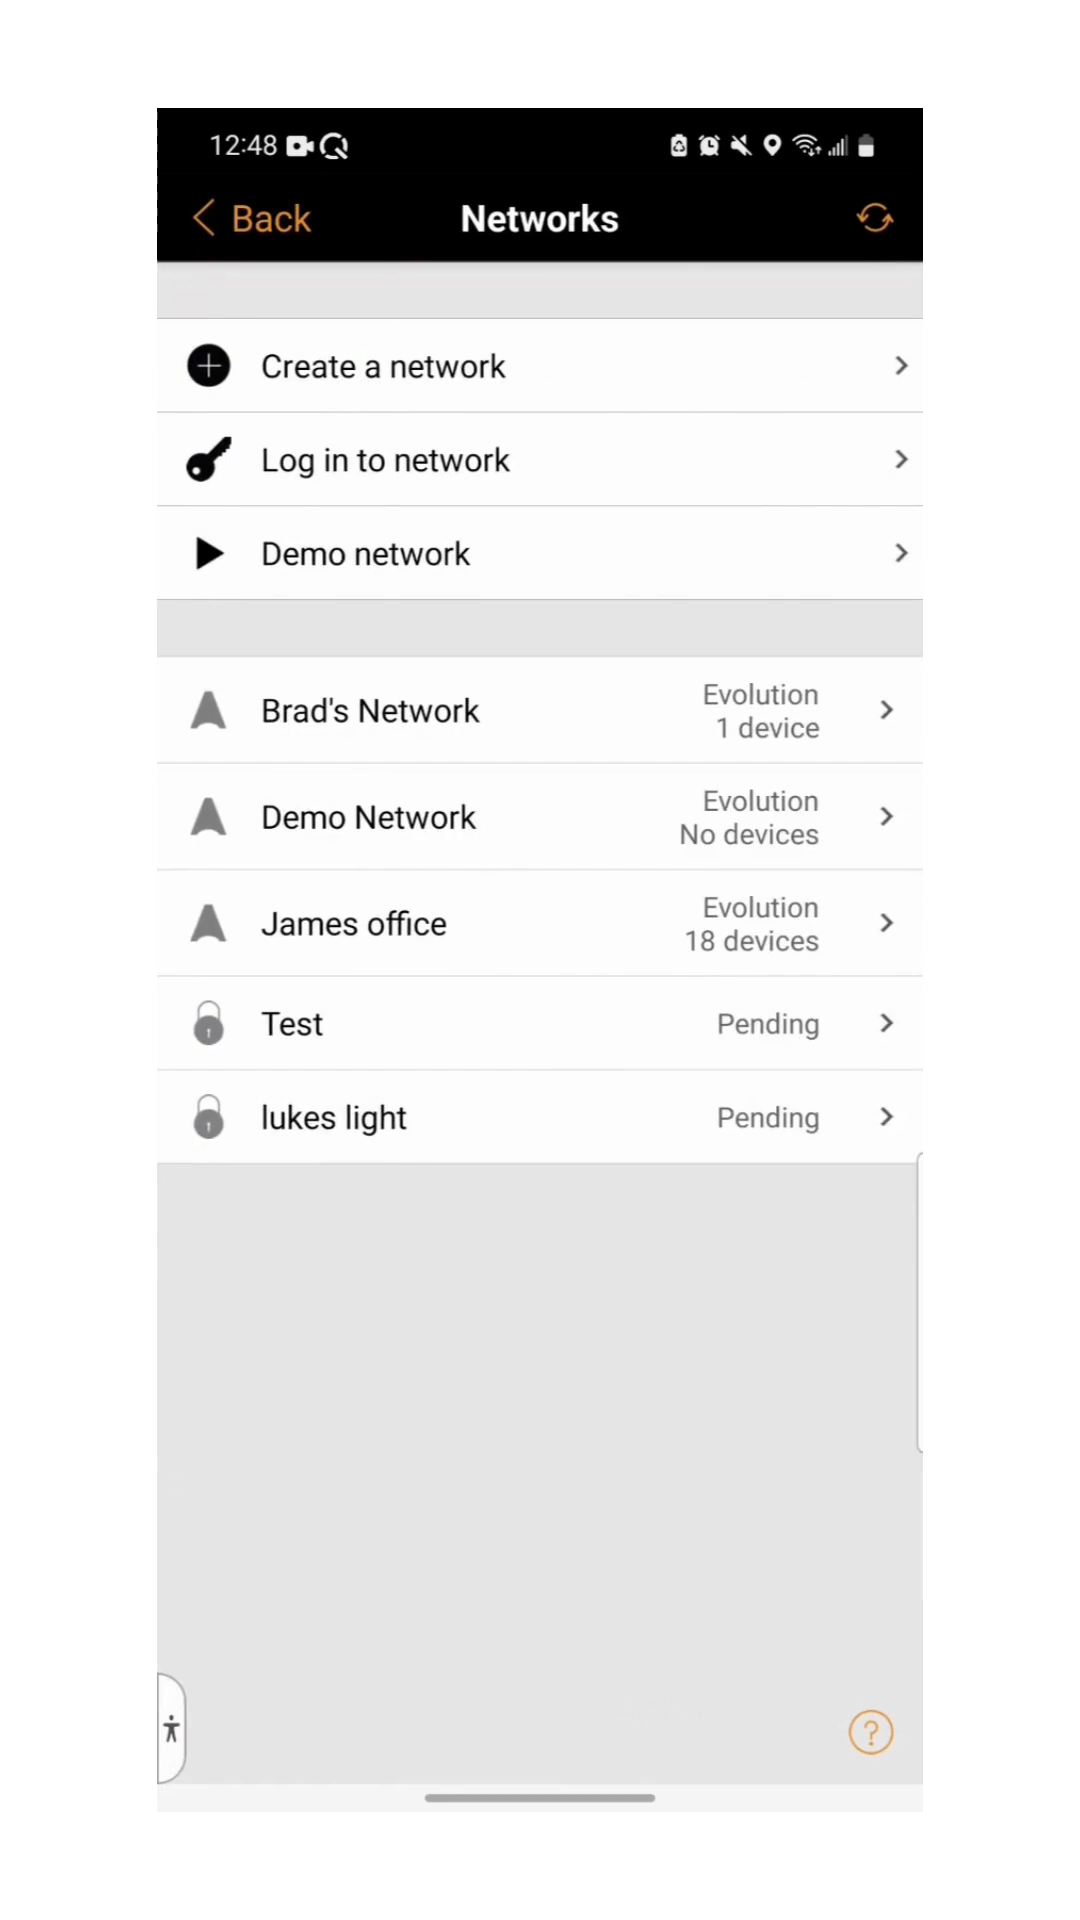 12:48
Back
Networks
Create a network
Log in to network
Demo network
Brad's Network
Evolution
1 device
Demo Network
Evolution
No devices
James office
Evolution
18 devices
Test
Pending
lukes light
Pending
?